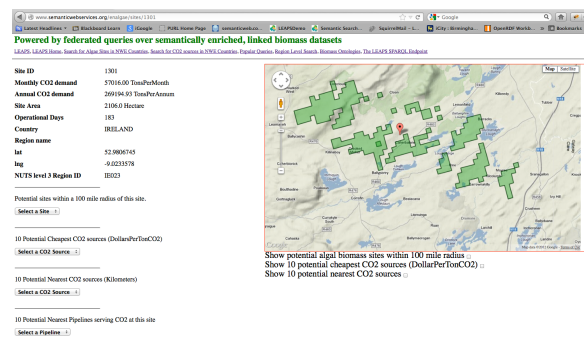 www.semanticwebservices.org/enalgae/sites/1301
Google
Latest Headlines
Blackboard Learn
iGoogle
PURL Home Page
semanticwebco...
LEAPSDemo
Semantic Search...
SquirrelMail - L...
iCity : Birmingha...
OpenRDF Workb...
Bookmarks
Powered by federated queries over semantically enriched, linked biomass datasets
LEAPS, LEAPS Home, Search for Algae Sites in NWE Countries, Search for CO2 sources in NWE Countries, Popular Queries, Region Level Search, Biomass Ontologies, The LEAPS SPARQL Endpoint
Site ID 1301
Monthly CO2 demand 57016.00 TonsPerMonth
Annual CO2 demand 269194.93 TonsPerAnnum
Site Area 2106.0 Hectare
Operational Days 183
Country IRELAND
Region name
lat 52.9806745
lng -9.0233578
NUTS level 3 Region ID IE023
Potential sites within a 100 mile radius of this site.
Select a Site
10 Potential Cheapest CO2 sources (DollarsPerTonCO2)
Select a CO2 Source
10 Potential Nearest CO2 sources (Kilometers)
Select a CO2 Source
10 Potential Nearest Pipelines serving CO2 at this site
Select a Pipeline
Map Satellite
Show potential algal biomass sites within 100 mile radius
Show 10 potential cheapest CO2 sources (DollarPerTonCO2)
Show 10 potential nearest CO2 sources